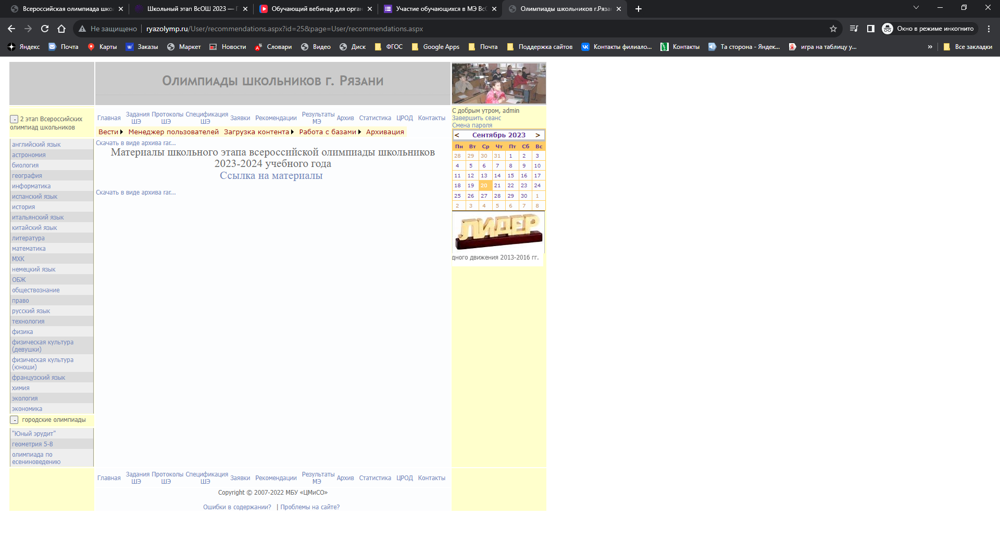 Всероссийская олимпиада шко
Школьный этап ВсОШ 2023 —
Обучающий вебинар для орган
Участие обучающихся в МЭ ВсО
Олимпиады школьников г.Ряза
Не защищено
ryazolymp.ru/User/recommendations.aspx?id=25&page=User/recommendations.aspx
Окно в режиме инкогнито
Яндекс
Почта
Карты
Заказы
Маркет
Новости
Словари
Видео
Диск
ФГОС
Google Apps
Почта
Поддержка сайтов
Контакты филиало...
Контакты
Та сторона - Яндек...
игра на таблицу у...
»
Все закладки
Олимпиады школьников г. Рязани
- 2 этап Всероссийских
олимпиад школьников
английский язык
астрономия
биология
география
информатика
испанский язык
история
итальянский язык
китайский язык
литература
математика
МХК
немецкий язык
ОБЖ
обществознание
право
русский язык
технология
физика
физическая культура
(девушки)
физическая культура
(юноши)
французский язык
химия
экология
экономика
- городские олимпиады
"Юный эрудит"
геометрия 5-8
олимпиада по
есениноведению
Главная
Задания
ШЭ
Протоколы
ШЭ
Спецификация
ШЭ
Заявки
Рекомендации
Результаты
МЭ
Архив
Статистика
ЦРОД
Контакты
Вести
Менеджер пользователей
Загрузка контента
Работа с базами
Архивация
Скачать в виде архива rar...
Материалы школьного этапа всероссийской олимпиады школьников
2023-2024 учебного года
Ссылка на материалы
Скачать в виде архива rar...
С добрым утром, admin
Завершить сеанс
Смена пароля
< Сентябрь 2023 >
Пн Вт Ср Чт Пт Сб Вс
28 29 30 31 1 2 3
4 5 6 7 8 9 10
11 12 13 14 15 16 17
18 19 20 21 22 23 24
25 26 27 28 29 30 1
2 3 4 5 6 7 8
ЛИДЕР
дного движения 2013-2016 гг.
Главная
Задания
ШЭ
Протоколы
ШЭ
Спецификация
ШЭ
Заявки
Рекомендации
Результаты
МЭ
Архив
Статистика
ЦРОД
Контакты
Copyright © 2007-2022 МБУ «ЦМиСО»
Ошибки в содержании? | Проблемы на сайте?